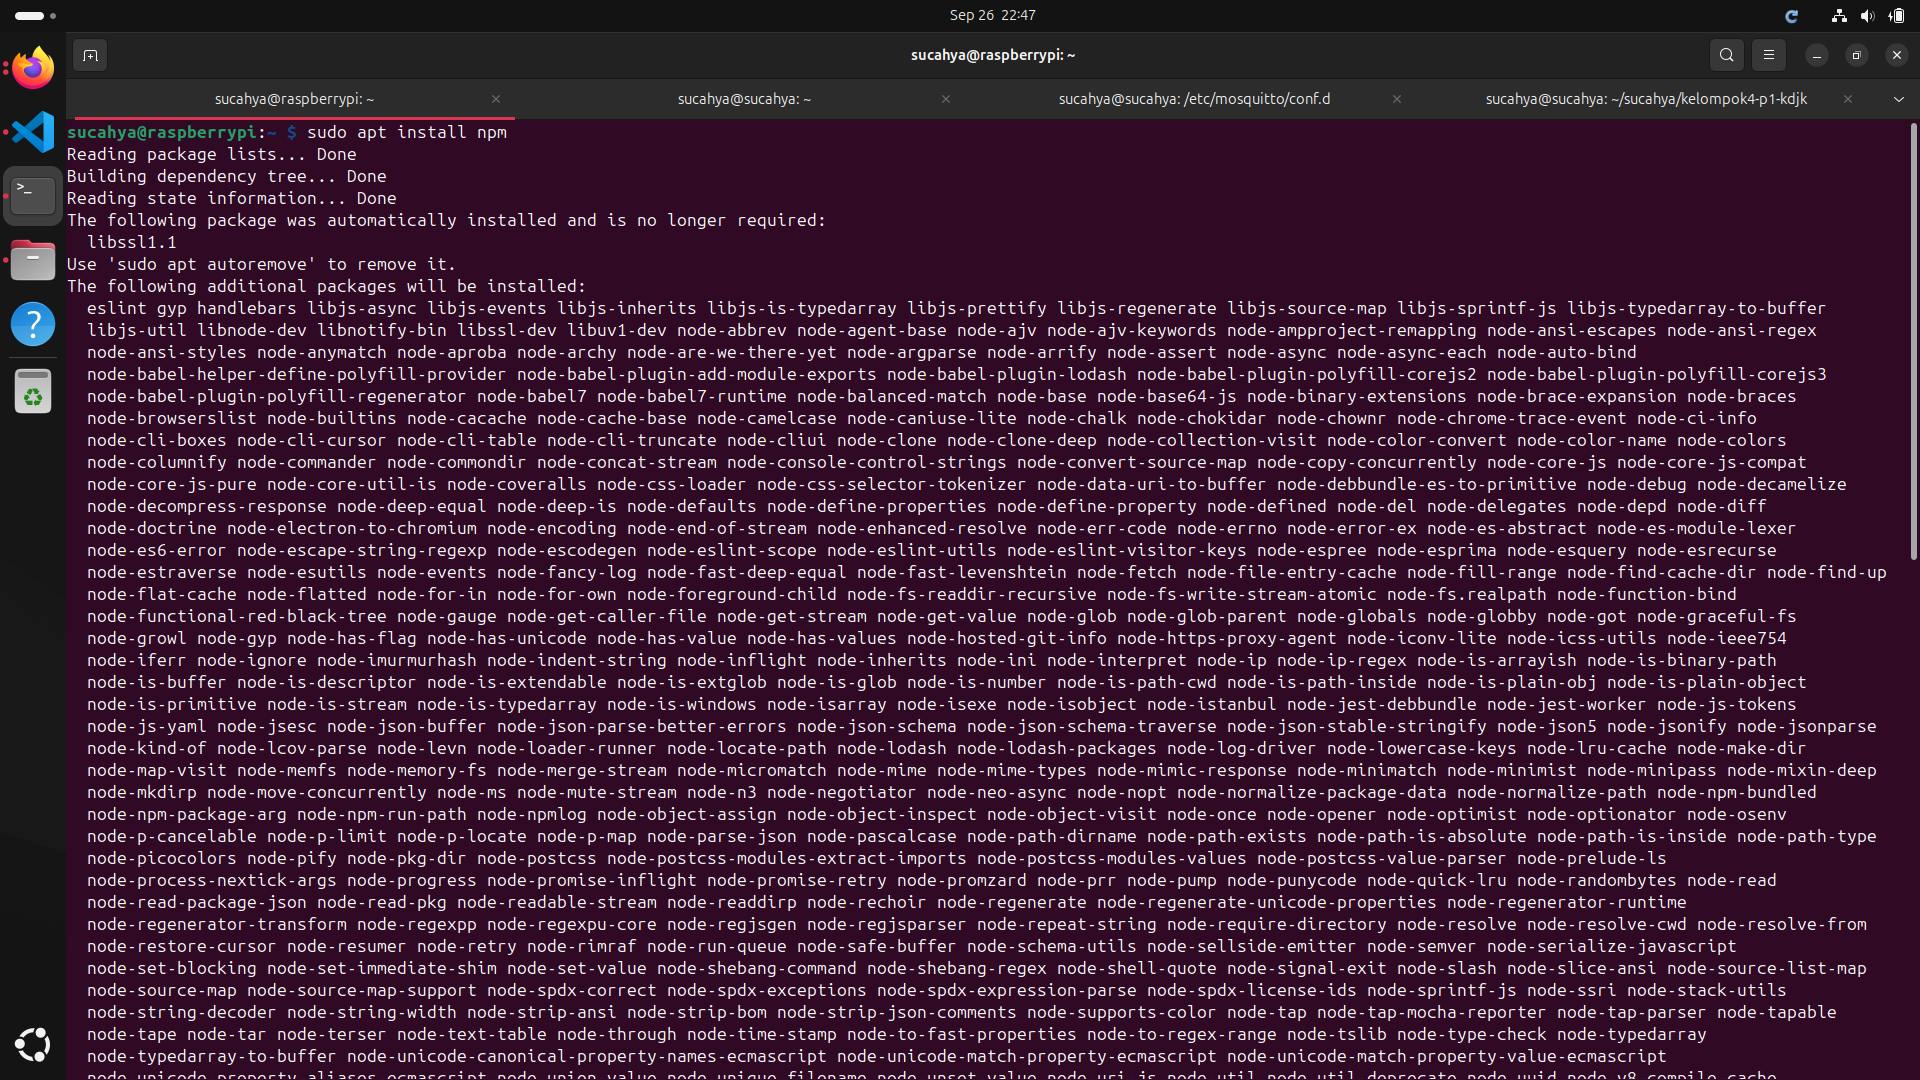 Sep 26 22:47
sucahya@raspberrypi: ~
sucahya@raspberrypi: ~
sucahya@sucahya: ~
sucahya@sucahya: /etc/mosquitto/conf.d
sucahya@sucahya: ~/sucahya/kelompok4-p1-kdjk
sucahya@raspberrypi:~ $ sudo apt install npm
Reading package lists... Done
Building dependency tree... Done
Reading state information... Done
The following package was automatically installed and is no longer required:
libssl1.1
Use 'sudo apt autoremove' to remove it.
The following additional packages will be installed:
eslint gyp handlebars libjs-async libjs-events libjs-inherits libjs-is-typedarray libjs-prettify libjs-regenerate libjs-source-map libjs-sprintf-js libjs-typedarray-to-buffer
libjs-util libnode-dev libnotify-bin libssl-dev libuv1-dev node-abbrev node-agent-base node-ajv node-ajv-keywords node-ampproject-remapping node-ansi-escapes node-ansi-regex
node-ansi-styles node-anymatch node-aproba node-archy node-are-we-there-yet node-argparse node-arrify node-assert node-async node-async-each node-auto-bind
node-babel-helper-define-polyfill-provider node-babel-plugin-add-module-exports node-babel-plugin-lodash node-babel-plugin-polyfill-corejs2 node-babel-plugin-polyfill-corejs3
node-babel-plugin-polyfill-regenerator node-babel7 node-babel7-runtime node-balanced-match node-base node-base64-js node-binary-extensions node-brace-expansion node-braces
node-browserslist node-builtins node-cacache node-cache-base node-camelcase node-caniuse-lite node-chalk node-chokidar node-chownr node-chrome-trace-event node-ci-info
node-cli-boxes node-cli-cursor node-cli-table node-cli-truncate node-cliui node-clone node-clone-deep node-collection-visit node-color-convert node-color-name node-colors
node-columnify node-commander node-commondir node-concat-stream node-console-control-strings node-convert-source-map node-copy-concurrently node-core-js node-core-js-compat
node-core-js-pure node-core-util-is node-coveralls node-css-loader node-css-selector-tokenizer node-data-uri-to-buffer node-debbundle-es-to-primitive node-debug node-decamelize
node-decompress-response node-deep-equal node-deep-is node-defaults node-define-properties node-define-property node-defined node-del node-delegates node-depd node-diff
node-doctrine node-electron-to-chromium node-encoding node-end-of-stream node-enhanced-resolve node-err-code node-errno node-error-ex node-es-abstract node-es-module-lexer
node-es6-error node-escape-string-regexp node-escodegen node-eslint-scope node-eslint-utils node-eslint-visitor-keys node-espree node-esprima node-esquery node-esrecurse
node-estraverse node-esutils node-events node-fancy-log node-fast-deep-equal node-fast-levenshtein node-fetch node-file-entry-cache node-fill-range node-find-cache-dir node-find-up
node-flat-cache node-flatted node-for-in node-for-own node-foreground-child node-fs-readdir-recursive node-fs-write-stream-atomic node-fs.realpath node-function-bind
node-functional-red-black-tree node-gauge node-get-caller-file node-get-stream node-get-value node-glob node-glob-parent node-globals node-globby node-got node-graceful-fs
node-growl node-gyp node-has-flag node-has-unicode node-has-value node-has-values node-hosted-git-info node-https-proxy-agent node-iconv-lite node-icss-utils node-ieee754
node-iferr node-ignore node-imurmurhash node-indent-string node-inflight node-inherits node-ini node-interpret node-ip node-ip-regex node-is-arrayish node-is-binary-path
node-is-buffer node-is-descriptor node-is-extendable node-is-extglob node-is-glob node-is-number node-is-path-cwd node-is-path-inside node-is-plain-obj node-is-plain-object
node-is-primitive node-is-stream node-is-typedarray node-is-windows node-isarray node-isexe node-isobject node-istanbul node-jest-debbundle node-jest-worker node-js-tokens
node-js-yaml node-jsesc node-json-buffer node-json-parse-better-errors node-json-schema node-json-schema-traverse node-json-stable-stringify node-json5 node-jsonify node-jsonparse
node-kind-of node-lcov-parse node-levn node-loader-runner node-locate-path node-lodash node-lodash-packages node-log-driver node-lowercase-keys node-lru-cache node-make-dir
node-map-visit node-memfs node-memory-fs node-merge-stream node-micromatch node-mime node-mime-types node-mimic-response node-minimatch node-minimist node-minipass node-mixin-deep
node-mkdirp node-move-concurrently node-ms node-mute-stream node-n3 node-negotiator node-neo-async node-nopt node-normalize-package-data node-normalize-path node-npm-bundled
node-npm-package-arg node-npm-run-path node-npmlog node-object-assign node-object-inspect node-object-visit node-once node-opener node-optimist node-optionator node-osenv
node-p-cancelable node-p-limit node-p-locate node-p-map node-parse-json node-pascalcase node-path-dirname node-path-exists node-path-is-absolute node-path-is-inside node-path-type
node-picocolors node-pify node-pkg-dir node-postcss node-postcss-modules-extract-imports node-postcss-modules-values node-postcss-value-parser node-prelude-ls
node-process-nextick-args node-progress node-promise-inflight node-promise-retry node-promzard node-prr node-pump node-punycode node-quick-lru node-randombytes node-read
node-read-package-json node-read-pkg node-readable-stream node-readdirp node-rechoir node-regenerate node-regenerate-unicode-properties node-regenerator-runtime
node-regenerator-transform node-regexpp node-regexpu-core node-regjsgen node-regjsparser node-repeat-string node-require-directory node-resolve node-resolve-cwd node-resolve-from
node-restore-cursor node-resumer node-retry node-rimraf node-run-queue node-safe-buffer node-schema-utils node-sellside-emitter node-semver node-serialize-javascript
node-set-blocking node-set-immediate-shim node-set-value node-shebang-command node-shebang-regex node-shell-quote node-signal-exit node-slash node-slice-ansi node-source-list-map
node-source-map node-source-map-support node-spdx-correct node-spdx-exceptions node-spdx-expression-parse node-spdx-license-ids node-sprintf-js node-ssri node-stack-utils
node-string-decoder node-string-width node-strip-ansi node-strip-bom node-strip-json-comments node-supports-color node-tap node-tap-mocha-reporter node-tap-parser node-tapable
node-tape node-tar node-terser node-text-table node-through node-time-stamp node-to-fast-properties node-to-regex-range node-tslib node-type-check node-typedarray
node-typedarray-to-buffer node-unicode-canonical-property-names-ecmascript node-unicode-match-property-ecmascript node-unicode-match-property-value-ecmascript
node-unicode-property-aliases-ecmascript node-union-value node-unique-filename node-unset-value node-uri-js node-util node-util-deprecate node-uuid node-v8-compile-cache